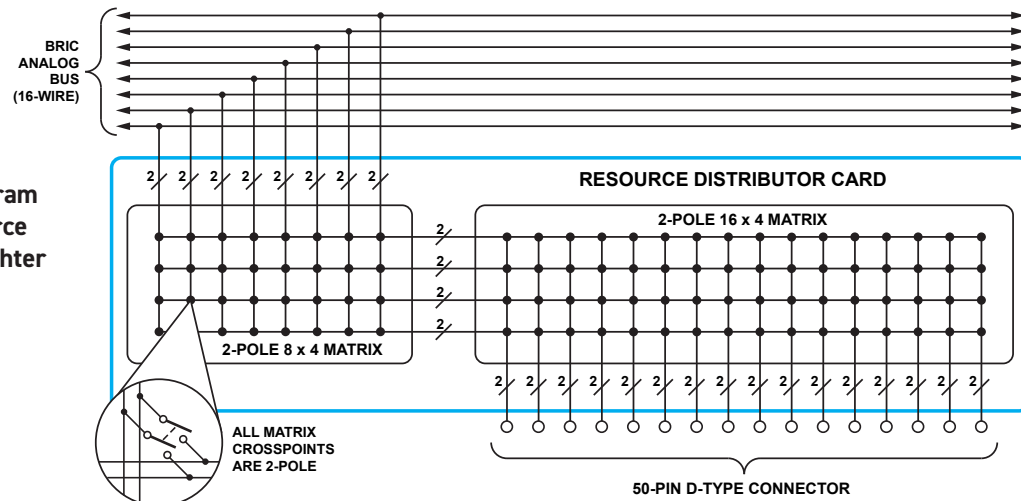 BRIC
ANALOG
BUS
(16-WIRE)
ram
rce
hter
2 2 2 2 2 2 2 2
RESOURCE DISTRIBUTOR CARD
2-POLE 16 x 4 MATRIX
2
2
2
2
2-POLE 8 x 4 MATRIX
2 2 2 2 2 2 2 2 2 2 2 2 2 2 2 2
ALL MATRIX
CROSSPOINTS
ARE 2-POLE
50-PIN D-TYPE CONNECTOR